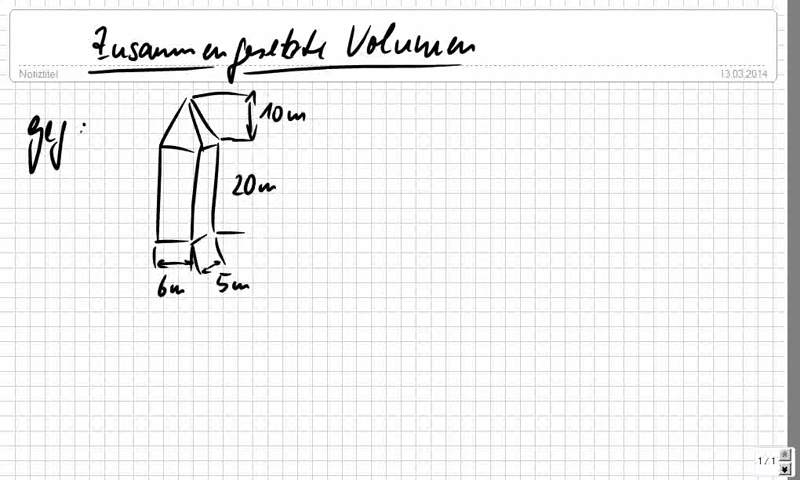 Zusammengesetzte Volumen
Notiztitel
13.03.2014
geg:
10m
20m
6m
5m
1/1